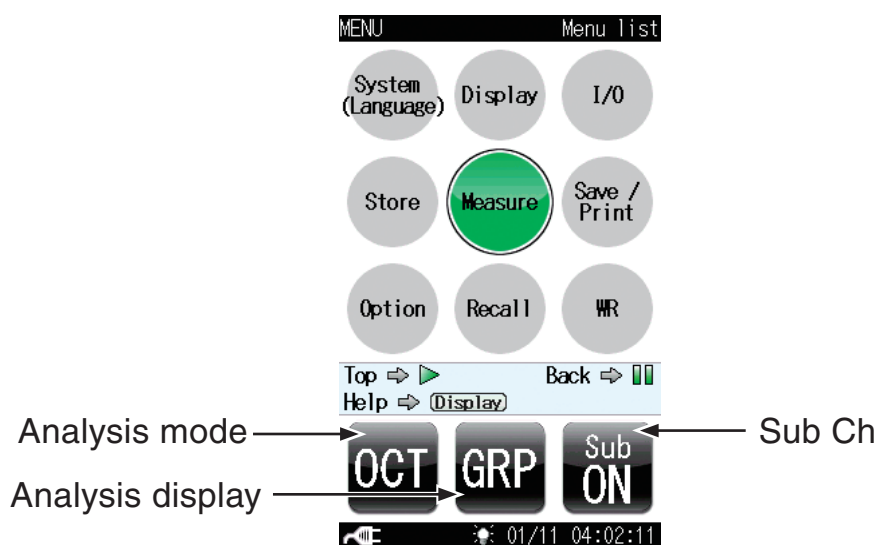 MENU Menu list
System
(Language)
Display
I/O
Store
Measure
Save /
Print
Option
Recall
WR
Top ⇨ ▷ Back ⇨ ▯▯
Help ⇨ (Display)
Analysis mode
OCT
GRP
Sub
ON
Sub Ch
Analysis display
01/11 04:02:11